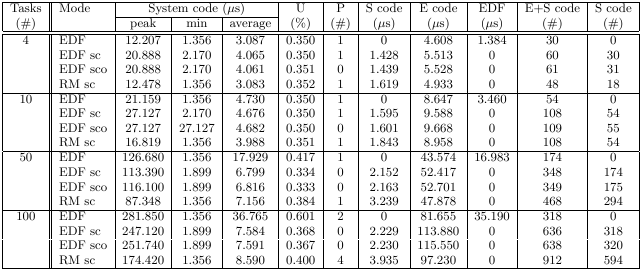 Tasks Mode System code (μs) U P S code E code EDF E+S code S code
(#) peak min average (%) (#) (μs) (μs) (μs) (#) (#)
4 EDF 12.207 1.356 3.087 0.350 1 0 4.608 1.384 30 0
EDF sc 20.888 2.170 4.065 0.350 1 1.428 5.513 0 60 30
EDF sco 20.888 2.170 4.061 0.351 0 1.439 5.528 0 61 31
RM sc 12.478 1.356 3.083 0.352 1 1.619 4.933 0 48 18
10 EDF 21.159 1.356 4.730 0.350 1 0 8.647 3.460 54 0
EDF sc 27.127 2.170 4.676 0.350 1 1.595 9.588 0 108 54
EDF sco 27.127 27.127 4.682 0.350 0 1.601 9.668 0 109 55
RM sc 16.819 1.356 3.988 0.351 1 1.843 8.958 0 108 54
50 EDF 126.680 1.356 17.929 0.417 1 0 43.574 16.983 174 0
EDF sc 113.390 1.899 6.799 0.334 0 2.152 52.417 0 348 174
EDF sco 116.100 1.899 6.816 0.333 0 2.163 52.701 0 349 175
RM sc 87.348 1.356 7.156 0.384 1 3.239 47.878 0 468 294
100 EDF 281.850 1.356 36.765 0.601 2 0 81.655 35.190 318 0
EDF sc 247.120 1.899 7.584 0.368 0 2.229 113.880 0 636 318
EDF sco 251.740 1.899 7.591 0.367 0 2.230 115.550 0 638 320
RM sc 174.420 1.356 8.590 0.400 4 3.935 97.230 0 912 594